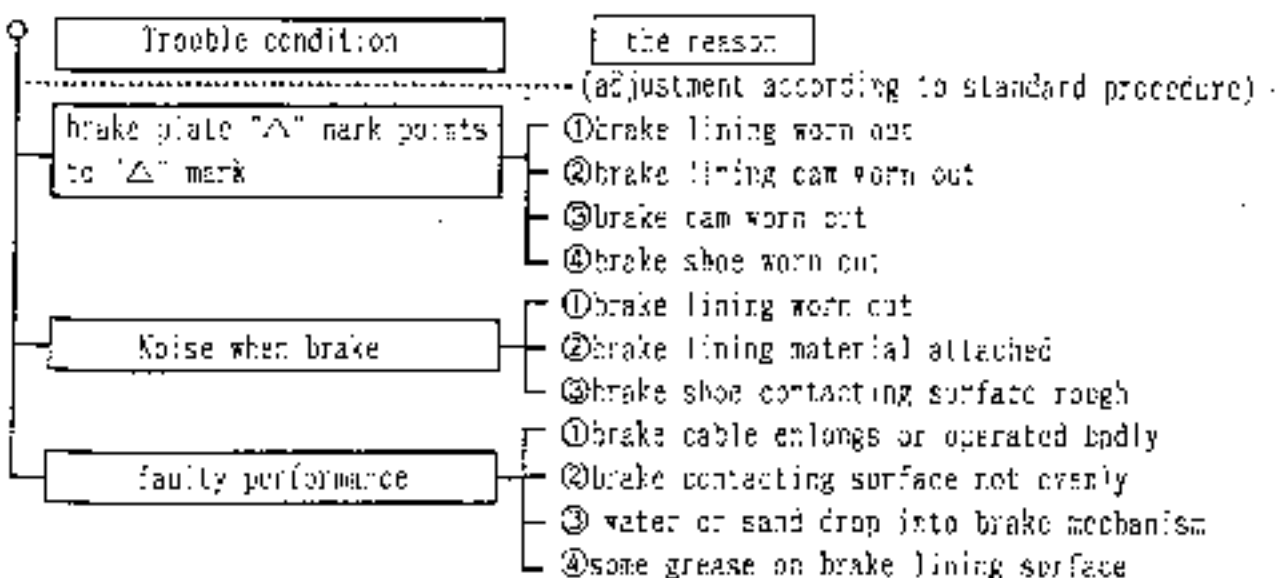 Trouble condition
the reason
(adjustment according to standard procedure)
brake plate "△" mark points
to "△" mark
①brake lining worn out
②brake lining cam worn out
③brake cam worn out
④brake shoe worn out
Noise when brake
①brake lining worn out
②brake lining material attached
③brake shoe contacting surface rough
faulty performance
①brake cable enlongs or operated badly
②brake contacting surface not evenly
③ water or sand drop into brake mechanism
④some grease on brake lining surface